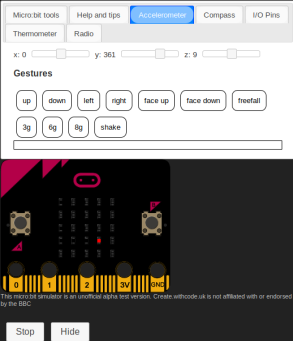 Micro:bit tools Help and tips Accelerometer Compass I/O Pins
Thermometer Radio
x: 0 y: 361 z: 9
Gestures
up down left right face up face down freefall
3g 6g 8g shake
0 1 2 3V GND
This micro:bit simulator is an unofficial alpha test version. Create.withcode.uk is not affiliated with or endorsed
by the BBC
Stop Hide